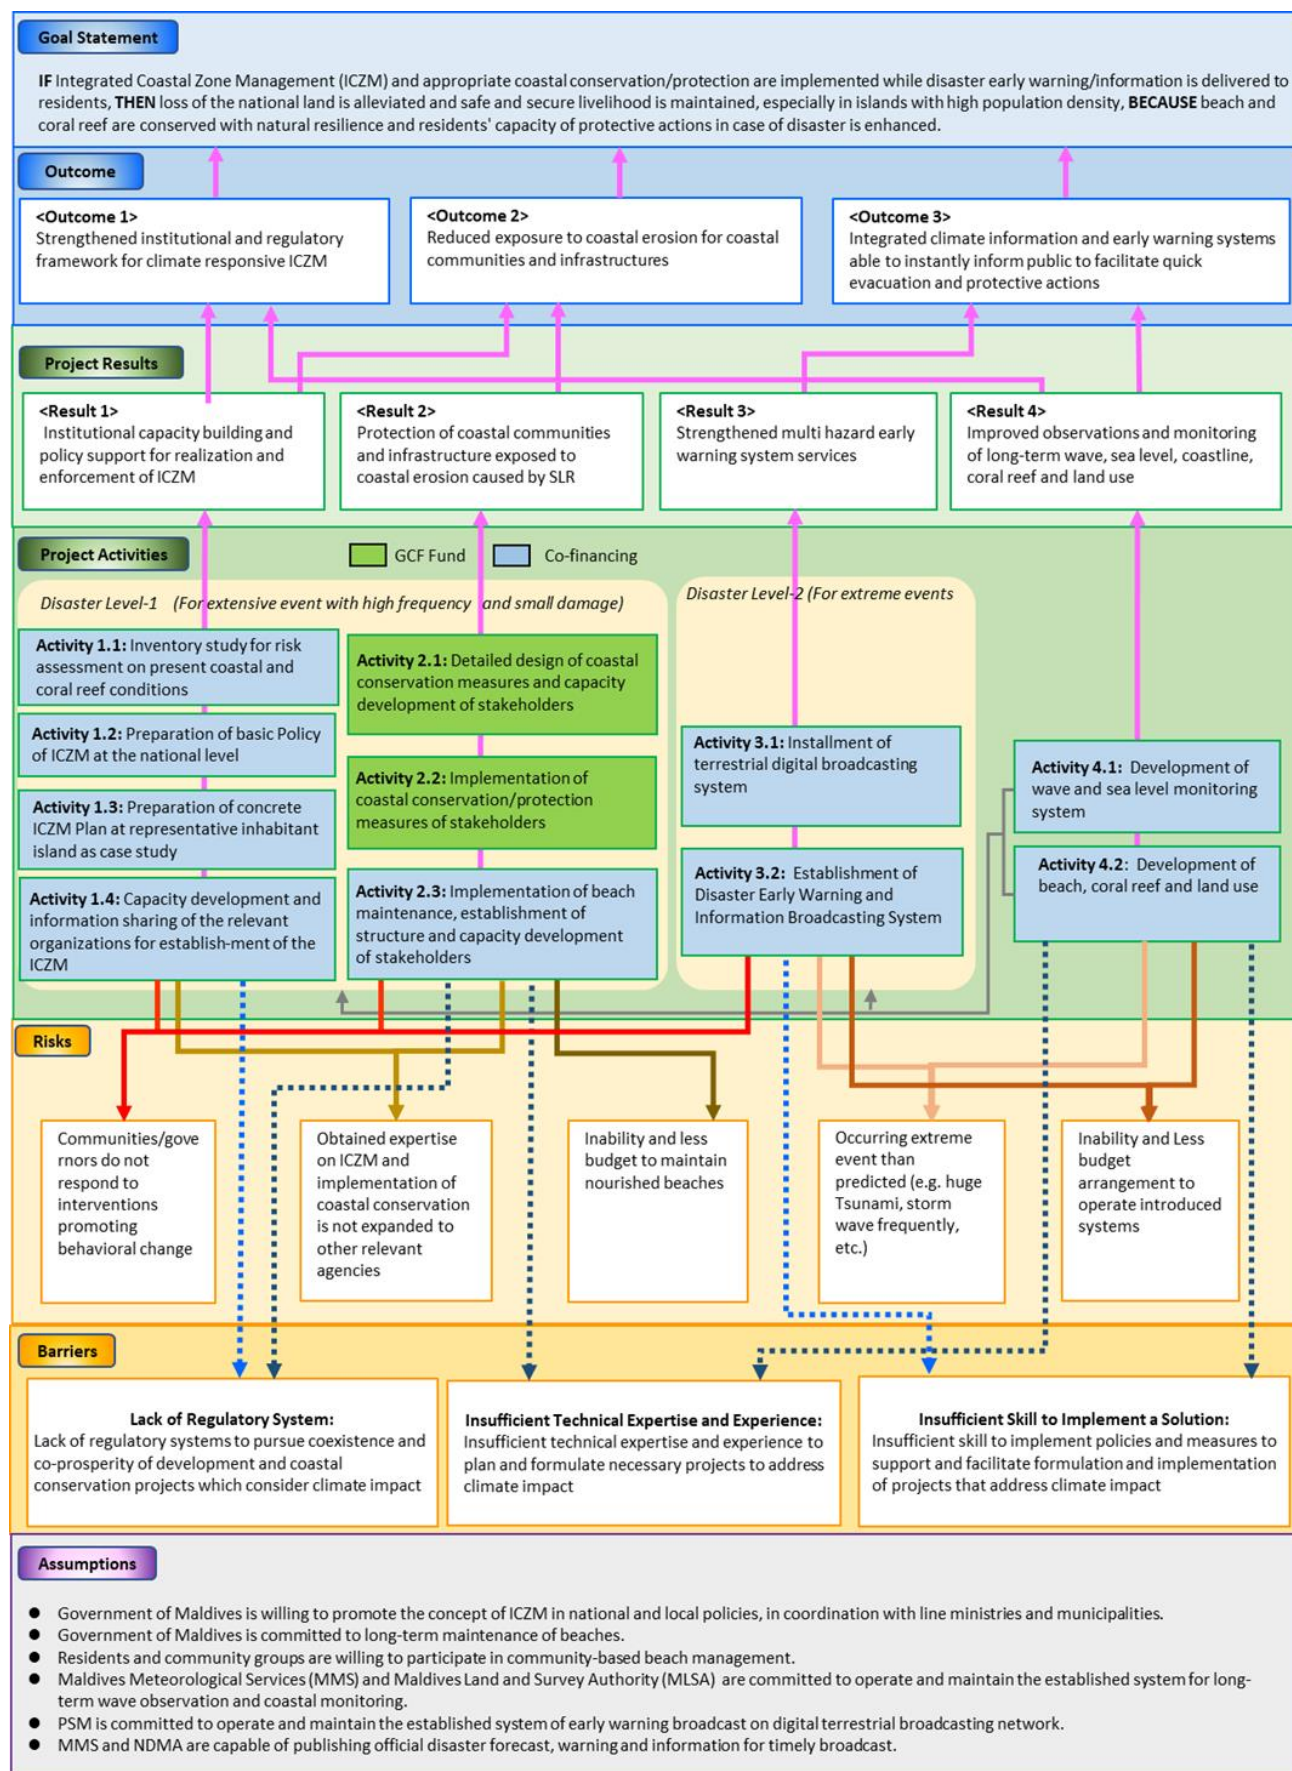 Goal Statement
IF Integrated Coastal Zone Management (ICZM) and appropriate coastal conservation/protection are implemented while disaster early warning/information is delivered to
residents, THEN loss of the national land is alleviated and safe and secure livelihood is maintained, especially in islands with high population density, BECAUSE beach and
coral reef are conserved with natural resilience and residents' capacity of protective actions in case of disaster is enhanced.
Outcome
<Outcome 1>
Strengthened institutional and regulatory
framework for climate responsive ICZM
<Outcome 2>
Reduced exposure to coastal erosion for coastal
communities and infrastructures
<Outcome 3>
Integrated climate information and early warning systems
able to instantly inform public to facilitate quick
evacuation and protective actions
Project Results
<Result 1>
Institutional capacity building and
policy support for realization and
enforcement of ICZM
<Result 2>
Protection of coastal communities
and infrastructure exposed to
coastal erosion caused by SLR
<Result 3>
Strengthened multi hazard early
warning system services
<Result 4>
Improved observations and monitoring
of long-term wave, sea level, coastline,
coral reef and land use
Project Activities
GCF Fund
Co-financing
Disaster Level-1 (For extensive event with high frequency and small damage)
Disaster Level-2 (For extreme events
Activity 1.1: Inventory study for risk
assessment on present coastal and
coral reef conditions
Activity 1.2: Preparation of basic Policy
of ICZM at the national level
Activity 1.3: Preparation of concrete
ICZM Plan at representative inhabitant
island as case study
Activity 1.4: Capacity development and
information sharing of the relevant
organizations for establish-ment of the
ICZM
Activity 2.1: Detailed design of coastal
conservation measures and capacity
development of stakeholders
Activity 2.2: Implementation of
coastal conservation/protection
measures of stakeholders
Activity 2.3: Implementation of beach
maintenance, establishment of
structure and capacity development
of stakeholders
Activity 3.1: Installment of
terrestrial digital broadcasting
system
Activity 3.2: Establishment of
Disaster Early Warning and
Information Broadcasting System
Activity 4.1: Development of
wave and sea level monitoring
system
Activity 4.2: Development of
beach, coral reef and land use
Risks
Communities/gove
rnors do not
respond to
interventions
promoting
behavioral change
Obtained expertise
on ICZM and
implementation of
coastal conservation
is not expanded to
other relevant
agencies
Inability and less
budget to maintain
nourished beaches
Occurring extreme
event than
predicted (e.g. huge
Tsunami, storm
wave frequently,
etc.)
Inability and Less
budget
arrangement to
operate introduced
systems
Barriers
Lack of Regulatory System:
Lack of regulatory systems to pursue coexistence and
co-prosperity of development and coastal
conservation projects which consider climate impact
Insufficient Technical Expertise and Experience:
Insufficient technical expertise and experience to
plan and formulate necessary projects to address
climate impact
Insufficient Skill to Implement a Solution:
Insufficient skill to implement policies and measures to
support and facilitate formulation and implementation
of projects that address climate impact
Assumptions
● Government of Maldives is willing to promote the concept of ICZM in national and local policies, in coordination with line ministries and municipalities.
● Government of Maldives is committed to long-term maintenance of beaches.
● Residents and community groups are willing to participate in community-based beach management.
● Maldives Meteorological Services (MMS) and Maldives Land and Survey Authority (MLSA) are committed to operate and maintain the established system for long-
term wave observation and coastal monitoring.
● PSM is committed to operate and maintain the established system of early warning broadcast on digital terrestrial broadcasting network.
● MMS and NDMA are capable of publishing official disaster forecast, warning and information for timely broadcast.